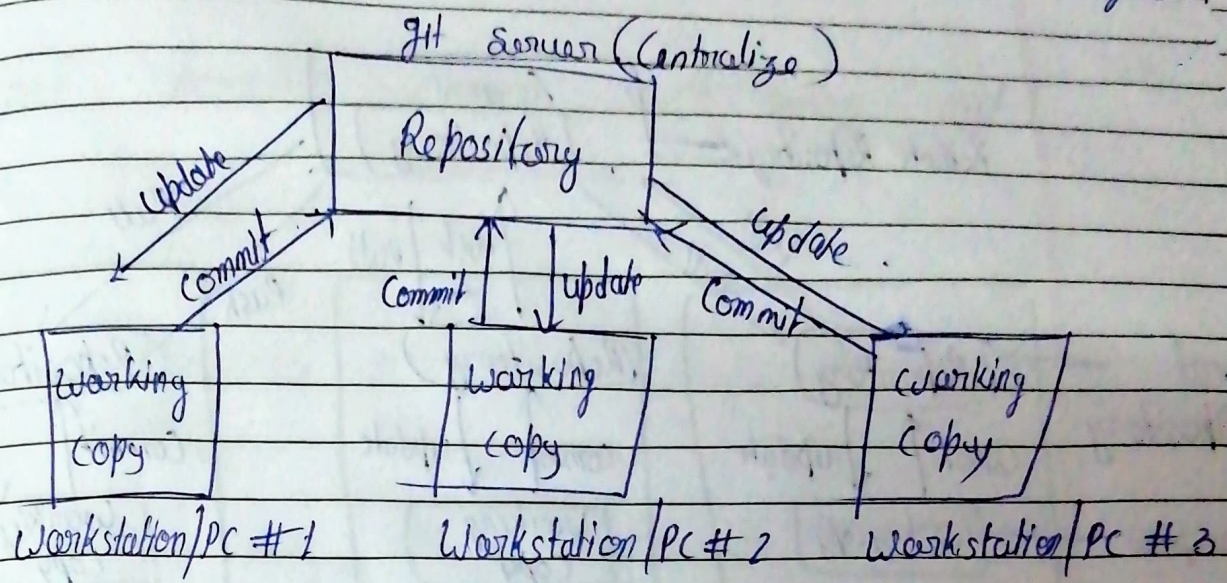 git Server (Centralize)
Repository
update
commit
Commit
update
update
Commit
working
copy
working
copy
working
copy
Workstation/PC # 1
Workstation/PC # 2
Workstation/PC # 3